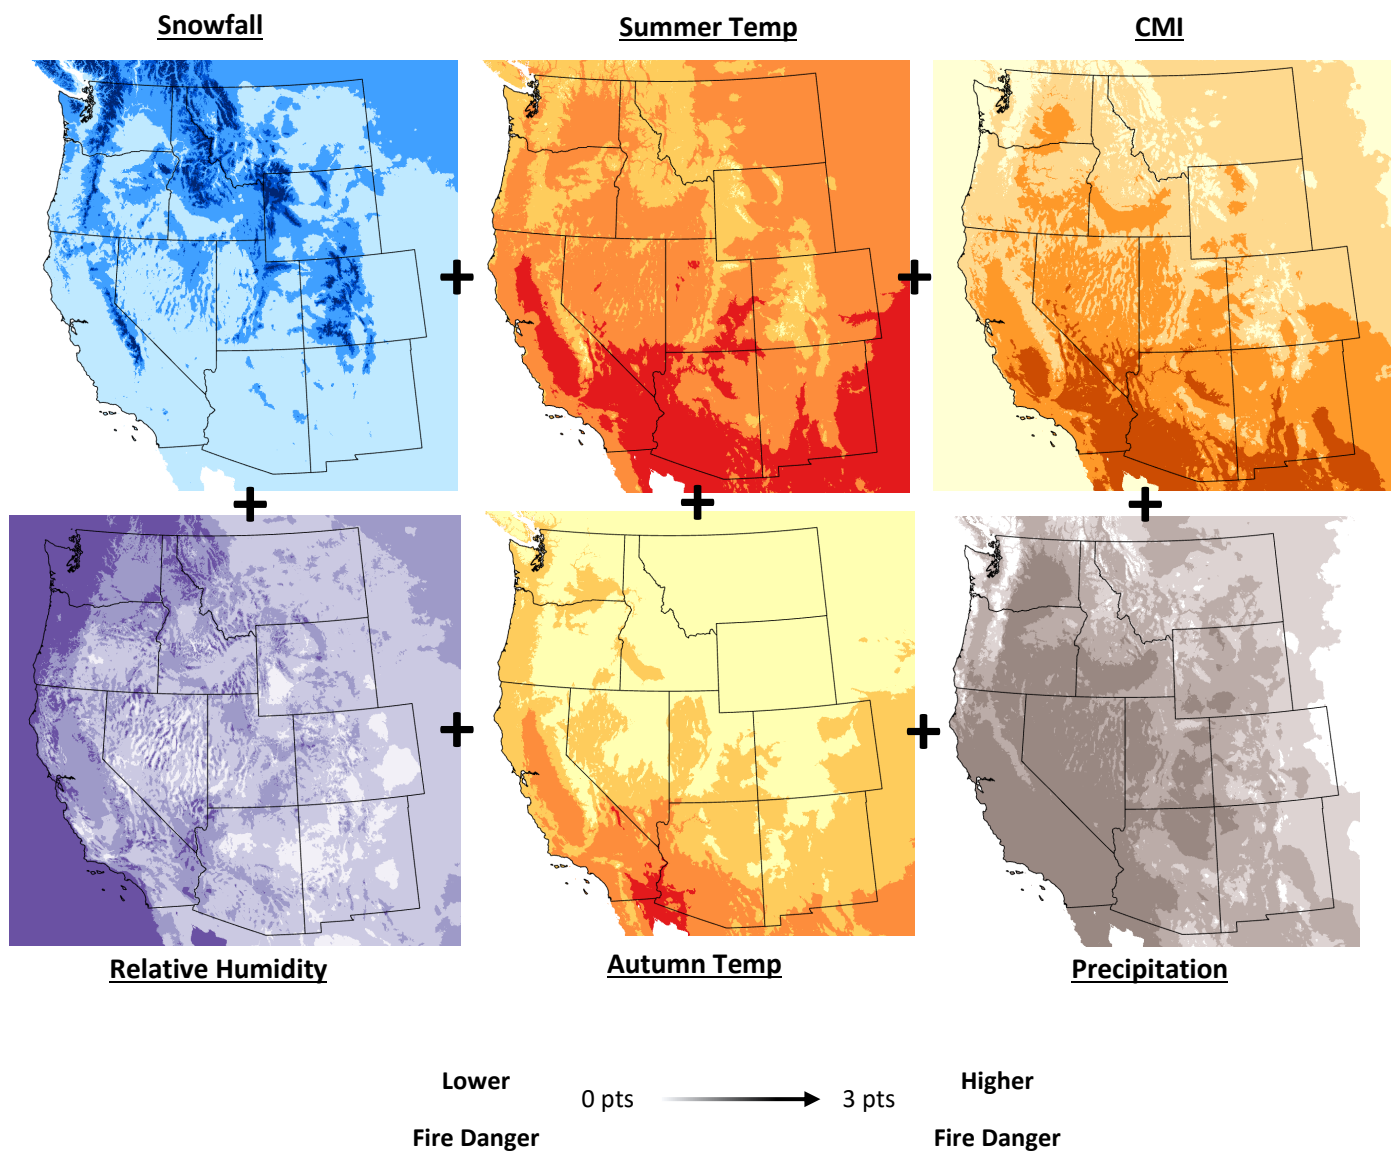 Snowfall
Summer Temp
CMI
+
+
+
+
+
+
+
Relative Humidity
Autumn Temp
Precipitation
Lower
0 pts
3 pts
Higher
Fire Danger
Fire Danger